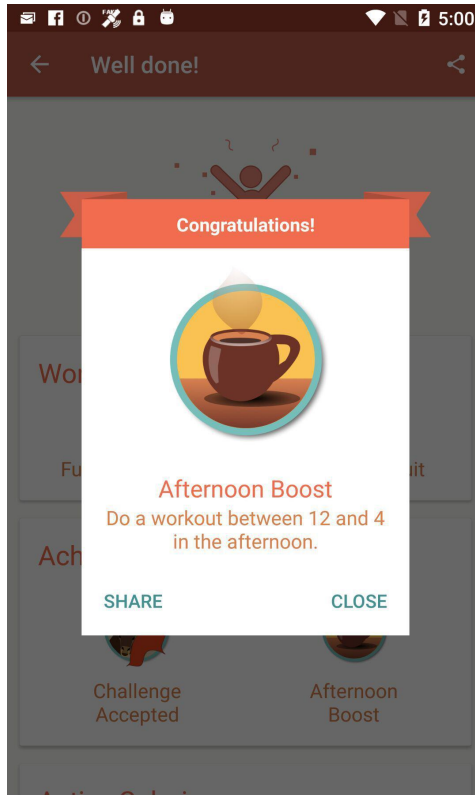 FAKE
5:00
Well done!
Congratulations!
Afternoon Boost
Do a workout between 12 and 4
in the afternoon.
SHARE
CLOSE
Challenge
Accepted
Afternoon
Boost